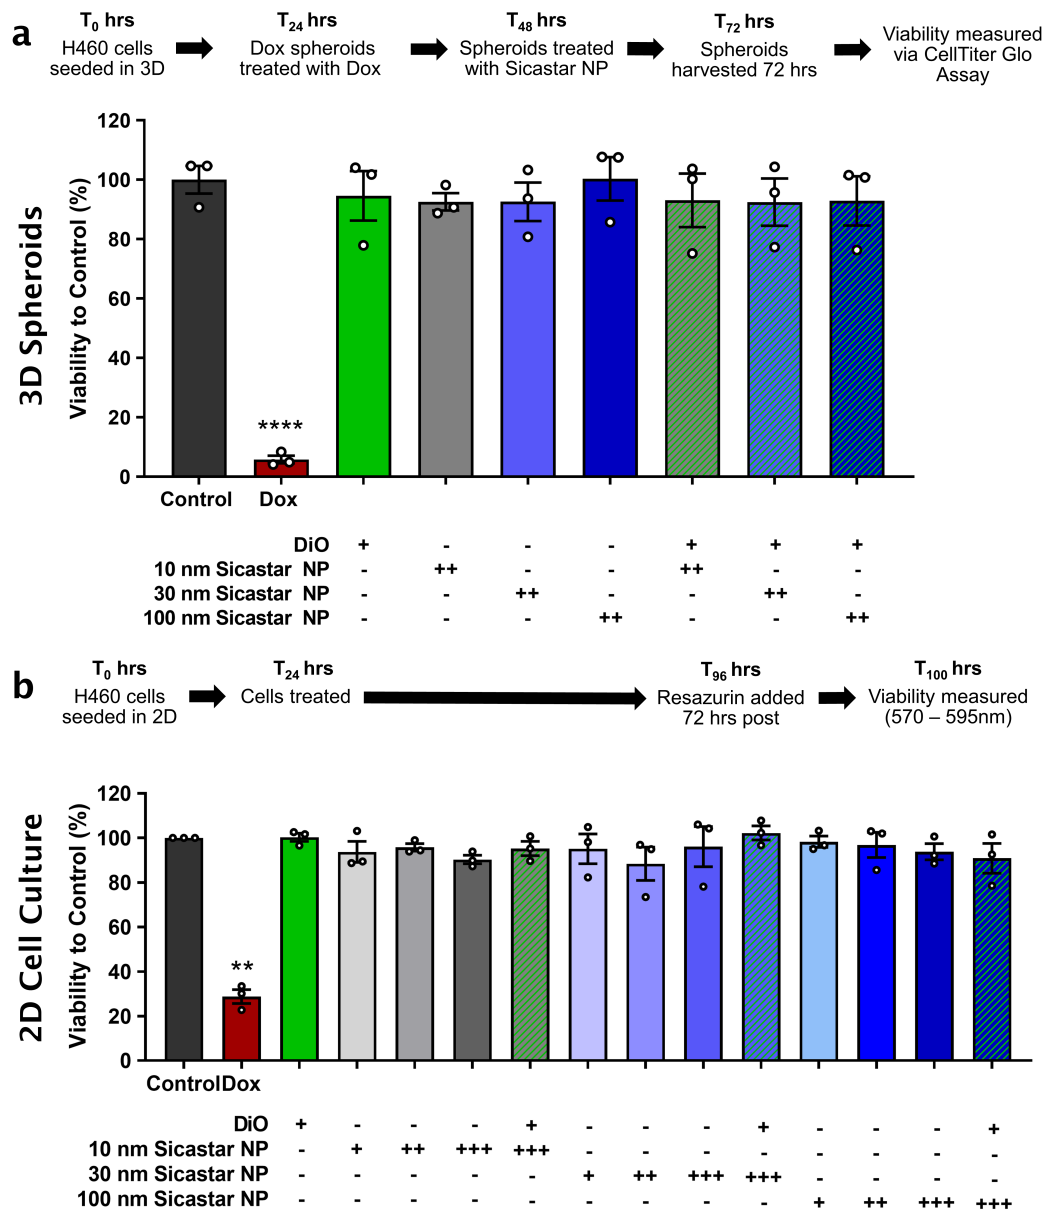 a
T0 hrs
H460 cells
seeded in 3D
T24 hrs
Dox spheroids
treated with Dox
T48 hrs
Spheroids treated
with Sicastar NP
T72 hrs
Spheroids
harvested 72 hrs
Viability measured
via CellTiter Glo
Assay
3D Spheroids
Viability to Control (%)
120
100
80
60
40
20
0
****
Control Dox
DiO + - - - + + +
10 nm Sicastar NP - ++ - - ++ - -
30 nm Sicastar NP - - ++ - - ++ -
100 nm Sicastar NP - - - ++ - - ++
b
T0 hrs
H460 cells
seeded in 2D
T24 hrs
Cells treated
T96 hrs
Resazurin added
72 hrs post
T100 hrs
Viability measured
(570 – 595nm)
2D Cell Culture
Viability to Control (%)
120
100
80
60
40
20
0
**
Control Dox
DiO + - - - + - - - + - - - +
10 nm Sicastar NP - + ++ +++ +++ - - - - - - - -
30 nm Sicastar NP - - - - - + ++ +++ +++ - - - -
100 nm Sicastar NP - - - - - - - - - + ++ +++ +++